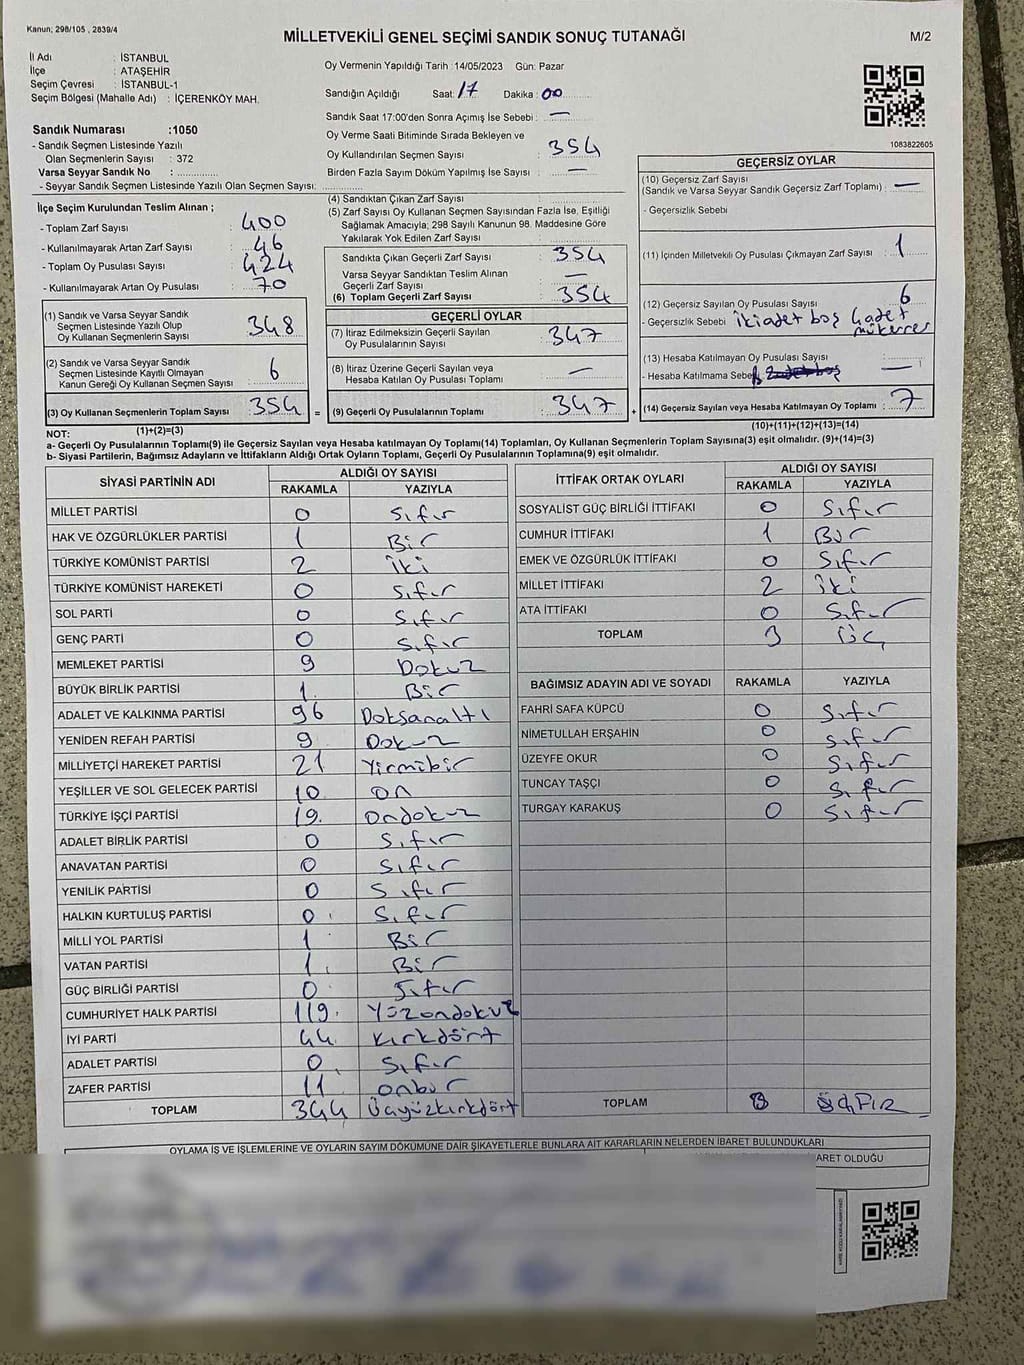 Kanun; 298/105 , 2839/4
MİLLETVEKİLİ GENEL SEÇİMİ SANDIK SONUÇ TUTANAĞI
M/2
İl Adı : İSTANBUL
İlçe : ATAŞEHİR
Seçim Çevresi : İSTANBUL-1
Seçim Bölgesi (Mahalle Adı) : İÇERENKÖY MAH.
Sandık Numarası :1050
- Sandık Seçmen Listesinde Yazılı
Olan Seçmenlerin Sayısı : 372
Varsa Seyyar Sandık No :
- Seyyar Sandık Seçmen Listesinde Yazılı Olan Seçmen Sayısı:
Oy Vermenin Yapıldığı Tarih :14/05/2023 Gün: Pazar
Sandığın Açıldığı Saat: 17 Dakika : 00
Sandık Saat 17:00'den Sonra Açımış İse Sebebi : —
Oy Verme Saati Bitiminde Sırada Bekleyen ve
Oy Kullandırılan Seçmen Sayısı : 354
Birden Fazla Sayım Döküm Yapılmış İse Sayısı : —
1083822605
İlçe Seçim Kurulundan Teslim Alınan ;
- Toplam Zarf Sayısı : 400
- Kullanılmayarak Artan Zarf Sayısı : 46
- Toplam Oy Pusulası Sayısı : 424
- Kullanılmayarak Artan Oy Pusulası : 70
(4) Sandıktan Çıkan Zarf Sayısı :
(5) Zarf Sayısı Oy Kullanan Seçmen Sayısından Fazla İse, Eşitliği
Sağlamak Amacıyla; 298 Sayılı Kanunun 98. Maddesine Göre
Yakılarak Yok Edilen Zarf Sayısı :
Sandıkta Çıkan Geçerli Zarf Sayısı : 354
Varsa Seyyar Sandıktan Teslim Alınan
Geçerli Zarf Sayısı : —
(6) Toplam Geçerli Zarf Sayısı : 354
GEÇERSİZ OYLAR
(10) Geçersiz Zarf Sayısı
(Sandık ve Varsa Seyyar Sandık Geçersiz Zarf Toplamı) : —
- Geçersizlik Sebebi
(11) İçinden Milletvekili Oy Pusulası Çıkmayan Zarf Sayısı : 1
(12) Geçersiz Sayılan Oy Pusulası Sayısı : 6
- Geçersizlik Sebebi : iki adet boş 4 adet
mükerrer
(13) Hesaba Katılmayan Oy Pusulası Sayısı :
- Hesaba Katılmama Sebebi —
(14) Geçersiz Sayılan veya Hesaba Katılmayan Oy Toplamı : 7
(10)+(11)+(12)+(13)=(14)
(1) Sandık ve Varsa Seyyar Sandık
Seçmen Listesinde Yazılı Olup
Oy Kullanan Seçmenlerin Sayısı : 348
(2) Sandık ve Varsa Seyyar Sandık
Seçmen Listesinde Kayıtlı Olmayan
Kanun Gereği Oy Kullanan Seçmen Sayısı : 6
(3) Oy Kullanan Seçmenlerin Toplam Sayısı : 354 =
(1)+(2)=(3)
GEÇERLİ OYLAR
(7) İtiraz Edilmeksizin Geçerli Sayılan
Oy Pusulalarının Sayısı : 347
(8) İtiraz Üzerine Geçerli Sayılan veya
Hesaba Katılan Oy Pusulası Toplamı : —
(9) Geçerli Oy Pusulalarının Toplamı : 347 +
NOT:
a- Geçerli Oy Pusulalarının Toplamı(9) ile Geçersiz Sayılan veya Hesaba katılmayan Oy Toplamı(14) Toplamları, Oy Kullanan Seçmenlerin Toplam Sayısına(3) eşit olmalıdır. (9)+(14)=(3)
b- Siyasi Partilerin, Bağımsız Adayların ve İttifakların Aldığı Ortak Oyların Toplamı, Geçerli Oy Pusulalarının Toplamına(9) eşit olmalıdır.
SİYASİ PARTİNİN ADI ALDIĞI OY SAYISI
RAKAMLA YAZIYLA
MİLLET PARTİSİ 0 Sıfır
HAK VE ÖZGÜRLÜKLER PARTİSİ 1 Bir
TÜRKİYE KOMÜNİST PARTİSİ 2 iki
TÜRKİYE KOMÜNİST HAREKETİ 0 Sıfır
SOL PARTİ 0 Sıfır
GENÇ PARTİ 0 Sıfır
MEMLEKET PARTİSİ 9 Dokuz
BÜYÜK BİRLİK PARTİSİ 1 Bir
ADALET VE KALKINMA PARTİSİ 96 Doksanaltı
YENİDEN REFAH PARTİSİ 9 Dokuz
MİLLİYETÇİ HAREKET PARTİSİ 21 Yirmibir
YEŞİLLER VE SOL GELECEK PARTİSİ 10 on
TÜRKİYE İŞÇİ PARTİSİ 19. ondokuz
ADALET BİRLİK PARTİSİ 0 Sıfır
ANAVATAN PARTİSİ 0 Sıfır
YENİLİK PARTİSİ 0 Sıfır
HALKIN KURTULUŞ PARTİSİ 0 Sıfır
MİLLİ YOL PARTİSİ 1 Bir
VATAN PARTİSİ 1 Bir
GÜÇ BİRLİĞİ PARTİSİ 0 Sıfır
CUMHURİYET HALK PARTİSİ 119. Yüzondokuz
İYİ PARTİ 44 kırkdört
ADALET PARTİSİ 0 Sıfır
ZAFER PARTİSİ 11 onbir
TOPLAM 344 Üçyüzkırkdört
İTTİFAK ORTAK OYLARI ALDIĞI OY SAYISI
RAKAMLA YAZIYLA
SOSYALİST GÜÇ BİRLİĞİ İTTİFAKI 0 Sıfır
CUMHUR İTTİFAKI 1 Bir
EMEK VE ÖZGÜRLÜK İTTİFAKI 0 Sıfır
MİLLET İTTİFAKI 2 iki
ATA İTTİFAKI 0 Sıfır
TOPLAM 3 Üç
BAĞIMSIZ ADAYIN ADI VE SOYADI RAKAMLA YAZIYLA
FAHRİ SAFA KÜPCÜ 0 Sıfır
NİMETULLAH ERŞAHİN 0 Sıfır
ÜZEYFE OKUR 0 Sıfır
TUNCAY TAŞÇI 0 Sıfır
TURGAY KARAKUŞ 0 Sıfır
TOPLAM
OYLAMA İŞ VE İŞLEMLERİNE VE OYLARIN SAYIM DÖKÜMÜNE DAİR ŞİKAYETLERLE BUNLARA AİT KARARLARIN NELERDEN İBARET BULUNDUKLARI
ARET OLDUĞU